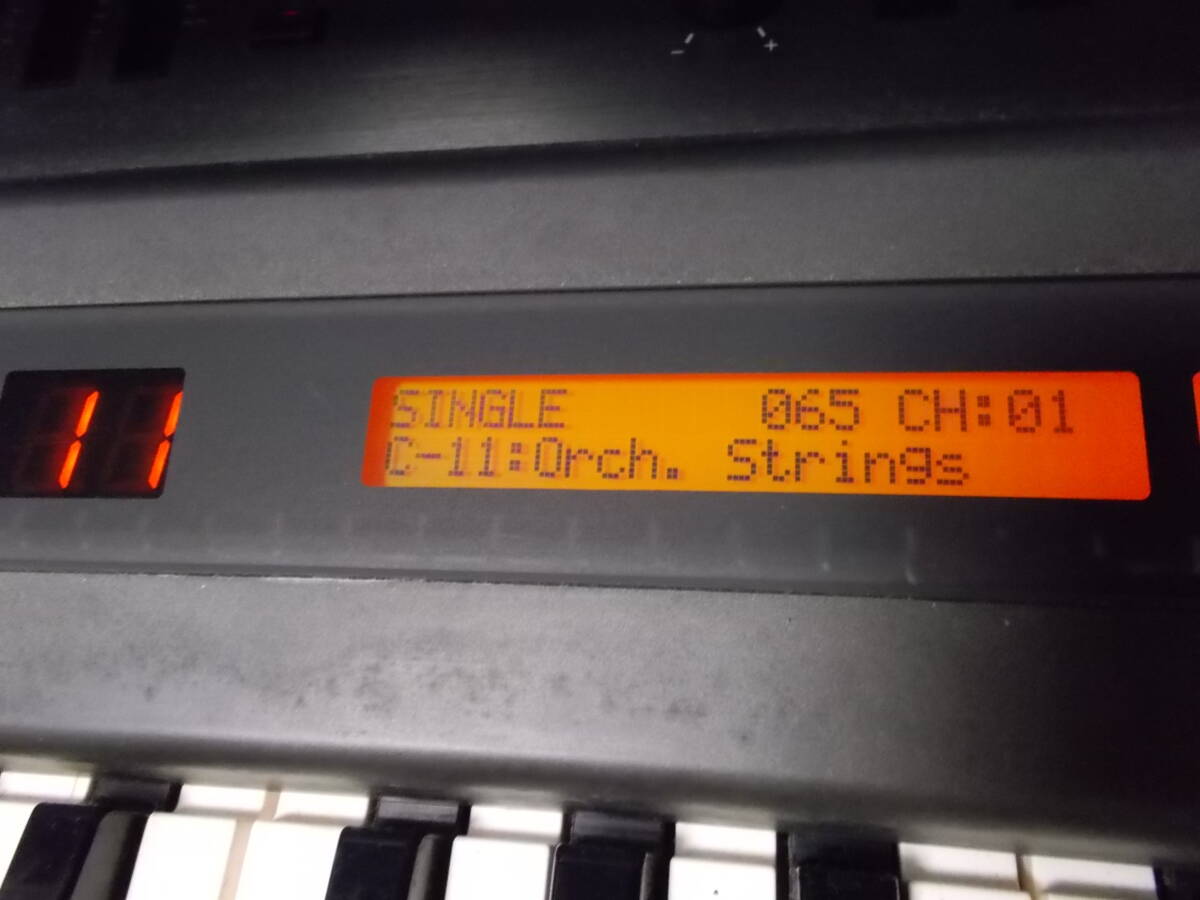 - +
11
SINGLE 065 CH:01
C-11:Orch. Strings